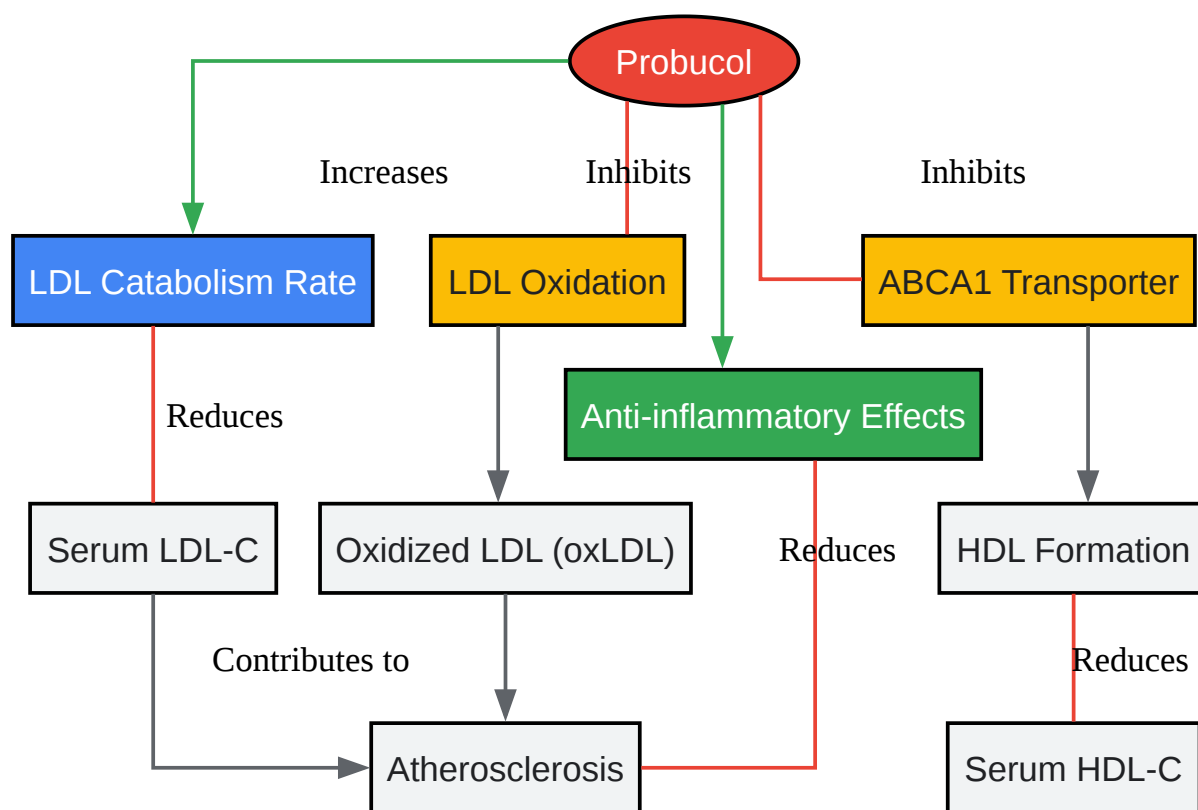 Probucol
Increases
Inhibits
Inhibits
LDL Catabolism Rate
LDL Oxidation
ABCA1 Transporter
Reduces
Anti-inflammatory Effects
Serum LDL-C
Oxidized LDL (oxLDL)
Reduces
HDL Formation
Contributes to
Reduces
Atherosclerosis
Serum HDL-C